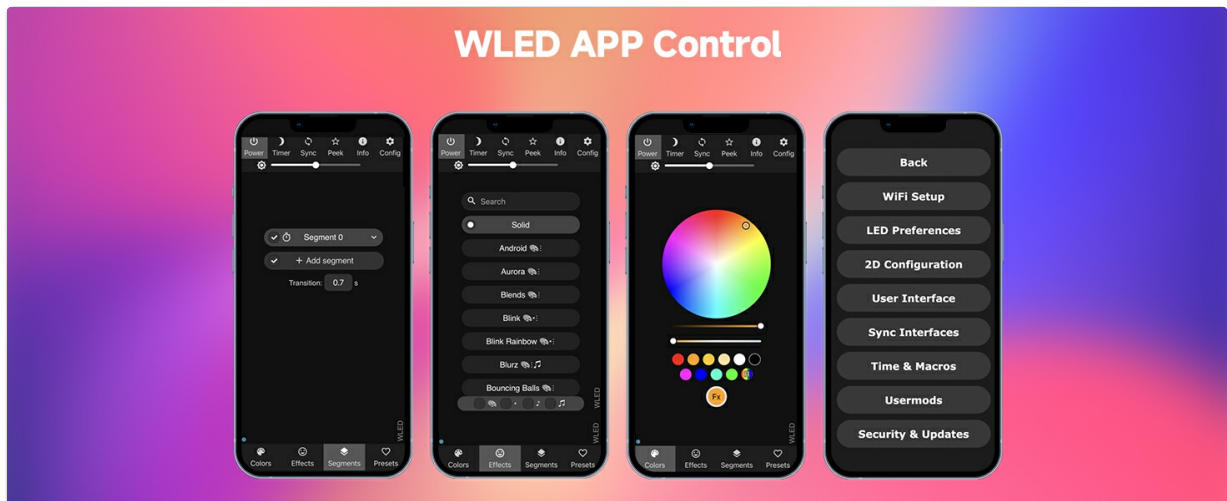 WLED APP Control
Power Timer Sync Peek Info Config
Segment 0
+ Add segment
Transition: 0.7 s
WLED
Colors Effects Segments Presets
Power Timer Sync Peek Info Config
Search
Solid
Android
Aurora
Blends
Blink
Blink Rainbow
Blurz
Bouncing Balls
WLED
WLED
Colors Effects Segments Presets
Power Timer Sync Peek Info Config
Fx
WLED
Colors Effects Segments Presets
Back
WiFi Setup
LED Preferences
2D Configuration
User Interface
Sync Interfaces
Time & Macros
Usermods
Security & Updates